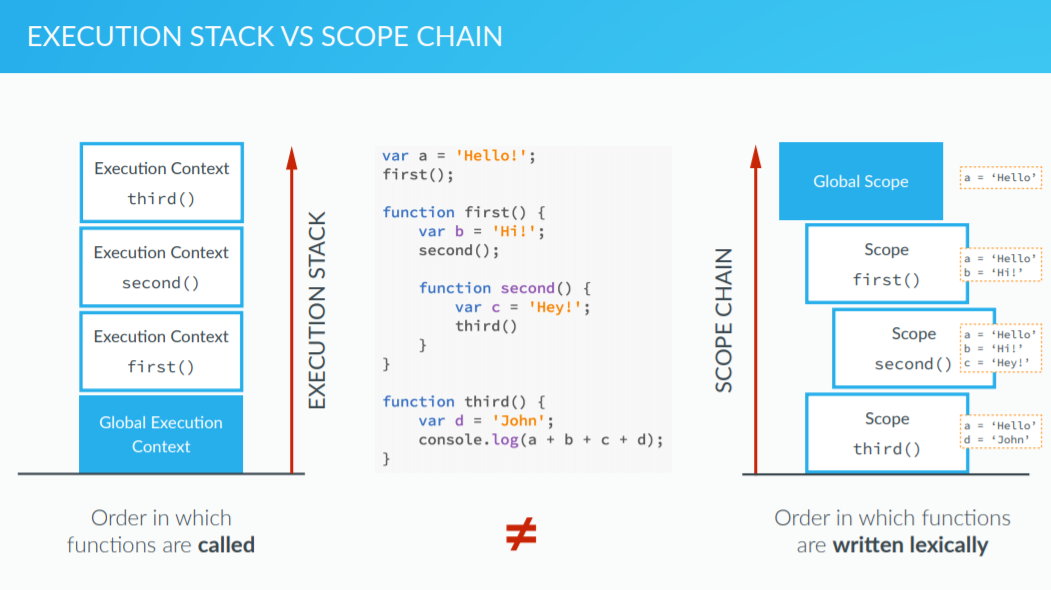 EXECUTION STACK VS SCOPE CHAIN
Execution Context
third()
Execution Context
second()
Execution Context
first()
Global Execution
Context
EXECUTION STACK
Order in which
functions are called
var a = 'Hello!';
first();
function first() {
var b = 'Hi!';
second();
function second() {
var c = 'Hey!';
third()
}
}
function third() {
var d = 'John';
console.log(a + b + c + d);
}
≠
SCOPE CHAIN
Global Scope
a = ‘Hello’
Scope
first()
a = ‘Hello’
b = ‘Hi!’
Scope
second()
a = ‘Hello’
b = ‘Hi!’
c = ‘Hey!’
Scope
third()
a = ‘Hello’
d = ‘John’
Order in which functions
are written lexically